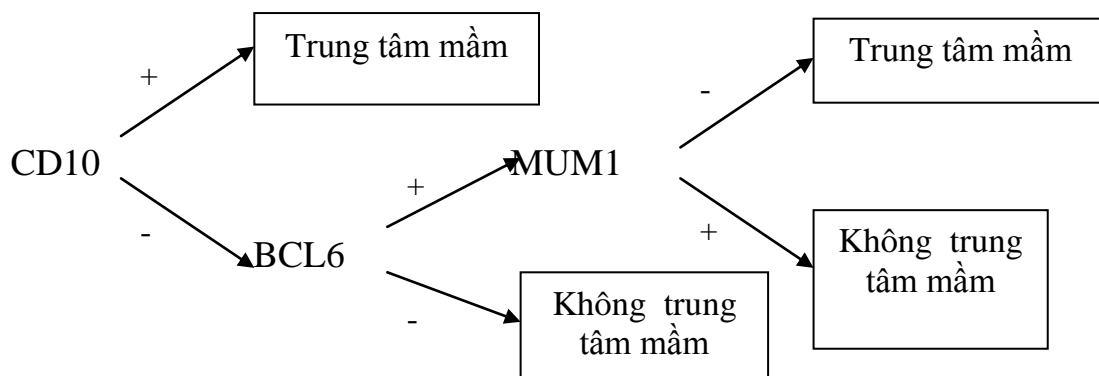 Trung tâm mầm
Trung tâm mầm
+
-
CD10
MUM1
+
-
+
BCL6
Không trung
tâm mầm
-
Không trung
tâm mầm